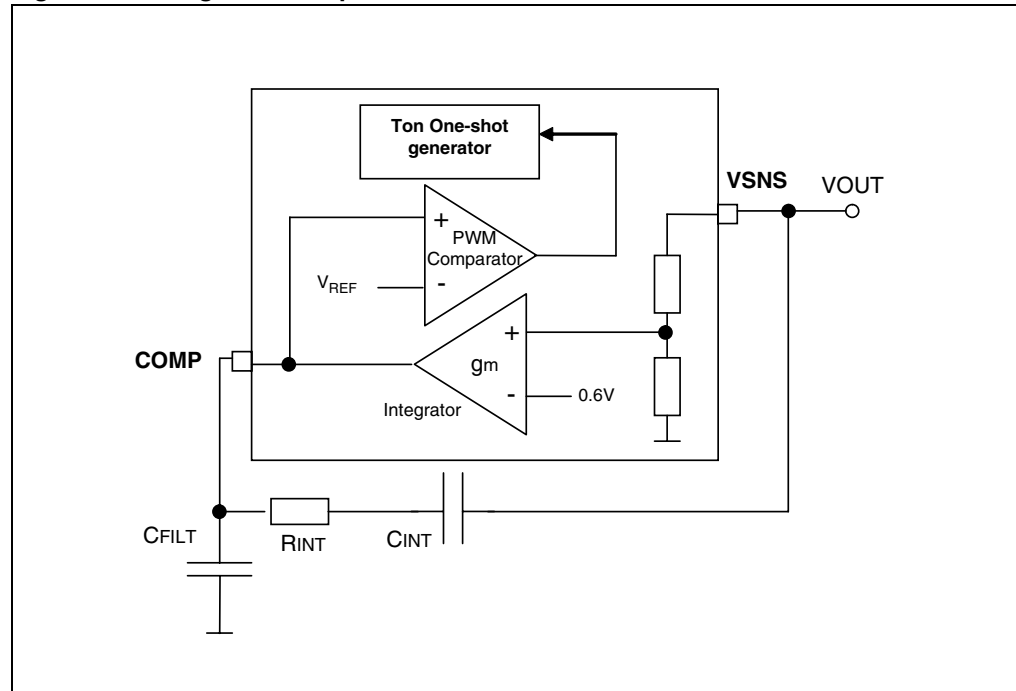 Ton One-shot
generator
VSNS
VOUT
+
PWM
Comparator
VREF
-
+
COMP
gm
-
0.6V
Integrator
CFILT
RINT
CINT